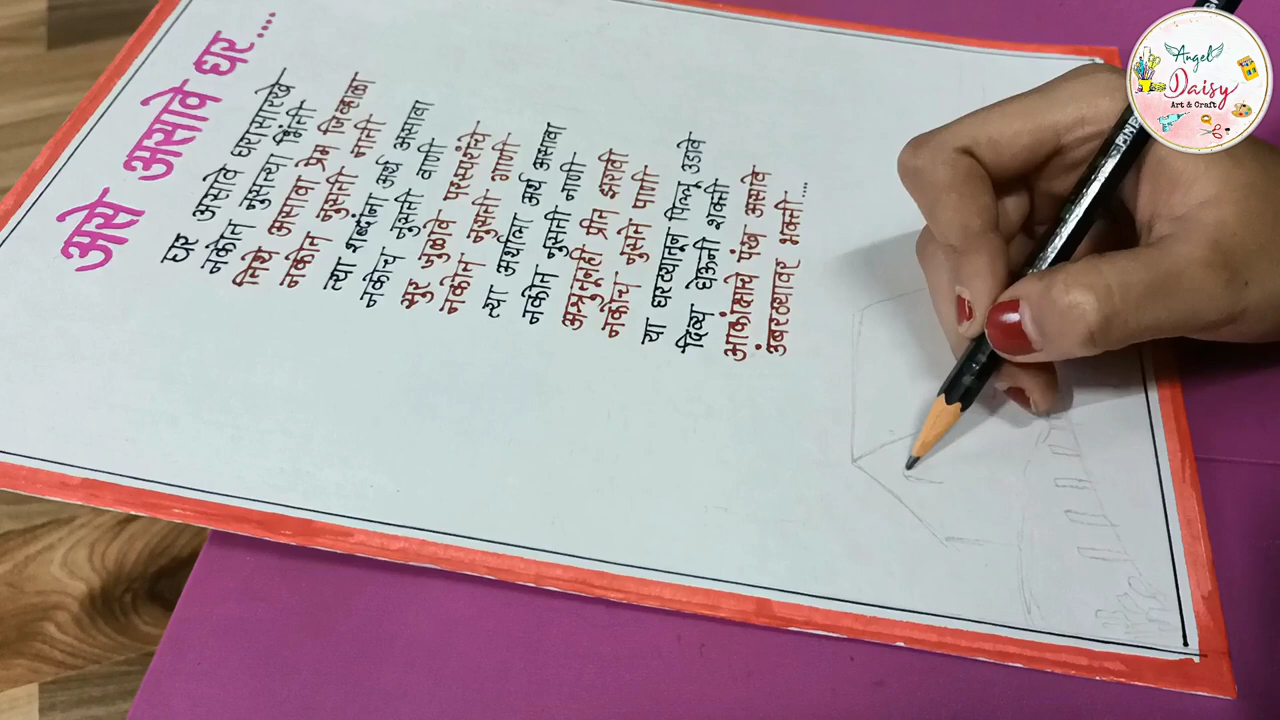 असे असावे घर....
घर असावे घरासारखे
नकोत नुसत्या भिंती
तिथे असावा प्रेम जिव्हाळा
नकोत नुसती नाती
त्या शब्दांना अर्थ असावा
नकोच नुसती वाणी
सुर जुळावे परस्परांचे
नकोत नुसती गाणी
त्या अर्थाला अर्थ असावा
नकोत नुसती नाणी
अश्रुतूनही प्रीत झरावी
नकोच नुसते पाणी
या घरट्यातून पिल्लू उडावे
दिव्य घेऊनी शक्ती
आकांक्षाचे पंख असावे
उंबरठ्यावर भक्ती....
Angel
Daisy
Art & Craft